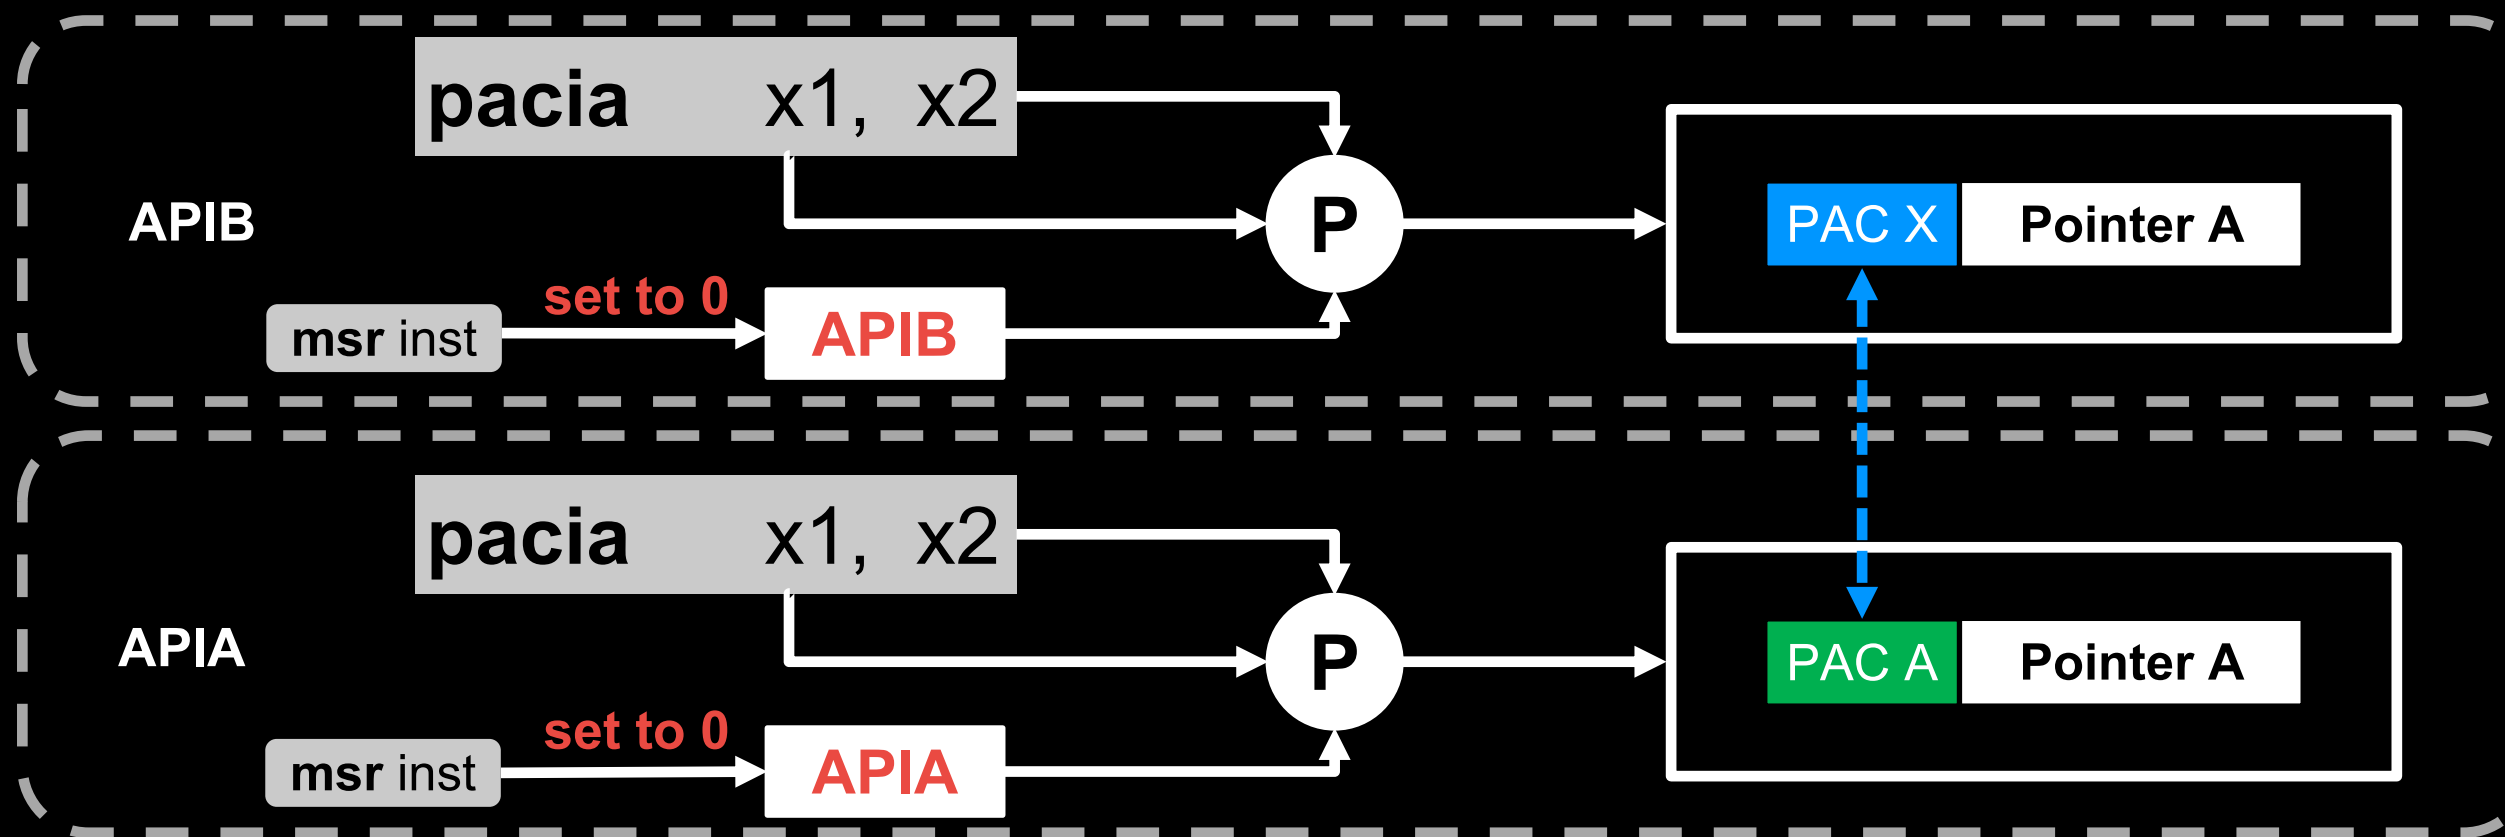 pacia x1, x2
APIB
P
PAC X
Pointer A
set to 0
msr inst
APIB
pacia x1, x2
APIA
P
PAC A
Pointer A
set to 0
msr inst
APIA